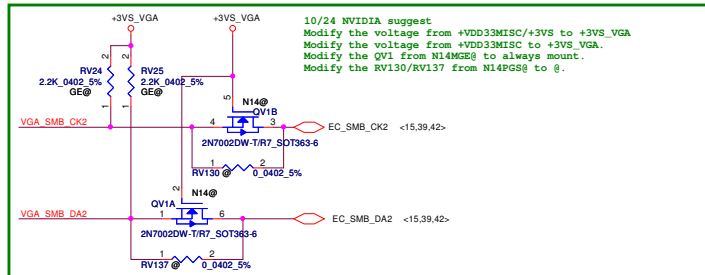 +3VS_VGA
+3VS_VGA
10/24 NVIDIA suggest
Modify the voltage from +VDD33MISC/+3VS to +3VS_VGA
Modify the voltage from +VDD33MISC to +3VS_VGA.
Modify the QV1 from N14MGE@ to always mount.
Modify the RV130/RV137 from N14PGS@ to @.
2
2
RV24
2.2K_0402_5%
GE@
RV25
2.2K_0402_5%
GE@
1
1
5
N14@
QV1B
VGA_SMB_CK2
4
3
EC_SMB_CK2 <15,39,42>
2N7002DW-T/R7_SOT363-6
1
2
RV130 @
0_0402_5%
2
N14@
QV1A
VGA_SMB_DA2
1
6
EC_SMB_DA2 <15,39,42>
2N7002DW-T/R7_SOT363-6
1
2
RV137 @
0_0402_5%